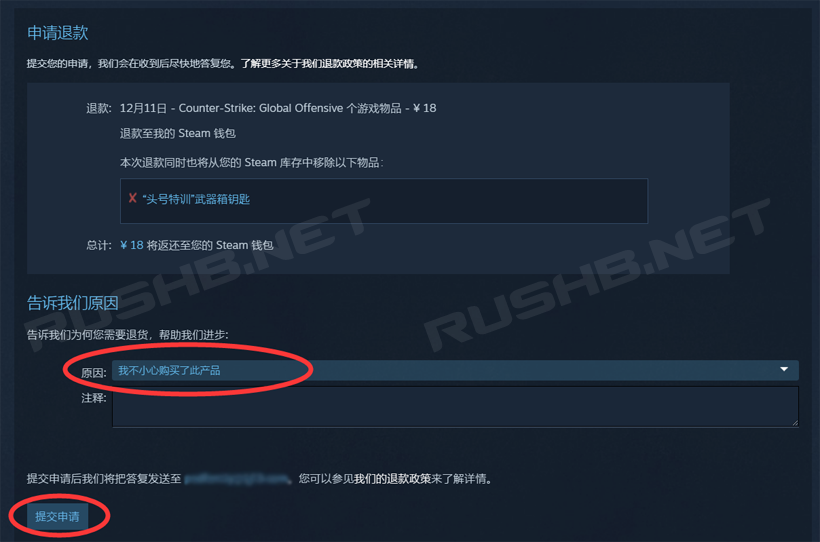 申请退款
提交您的申请，我们会在收到后尽快地答复您。了解更多关于我们退款政策的相关详情。
退款: 12月11日 - Counter-Strike: Global Offensive 个游戏物品 - ¥ 18
退款至我的 Steam 钱包
本次退款同时也将从您的 Steam 库存中移除以下物品:
✗ “头号特训”武器箱钥匙
总计: ¥ 18 将返还至您的 Steam 钱包
RUSHB.NET
RUSHB.NET
告诉我们原因
告诉我们为何您需要退货，帮助我们进步:
原因: 我不小心购买了此产品
注释:
提交申请后我们将把答复发送至 。您可以参见我们的退款政策来了解详情。
提交申请